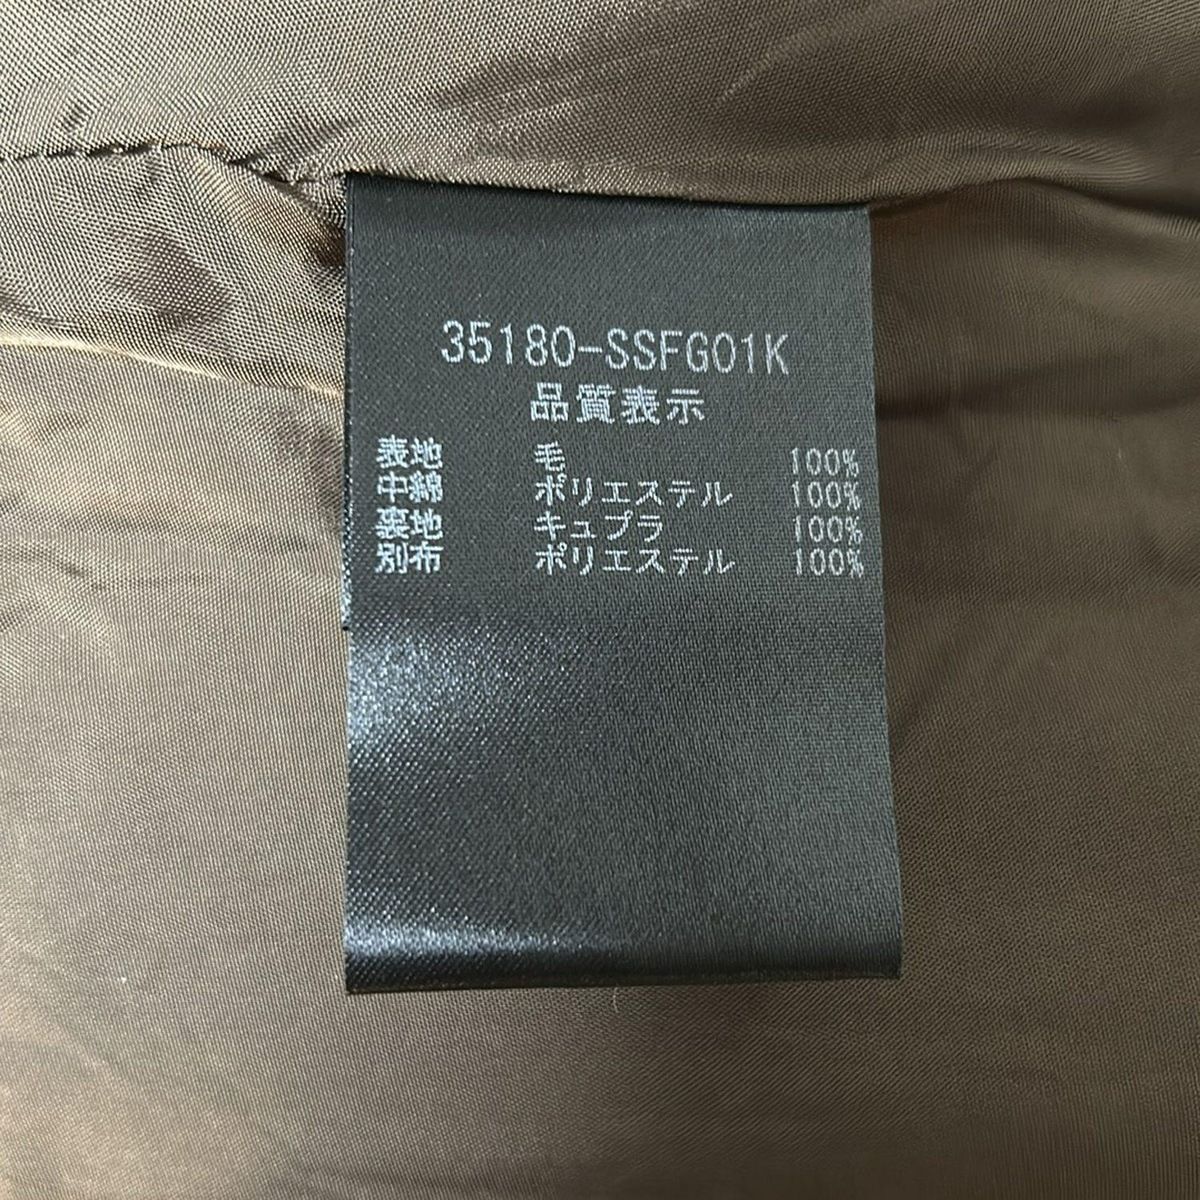 35180-SSFG01K
品質表示
表地 毛 100%
中綿 ポリエステル 100%
裏地 キュプラ 100%
別布 ポリエステル 100%